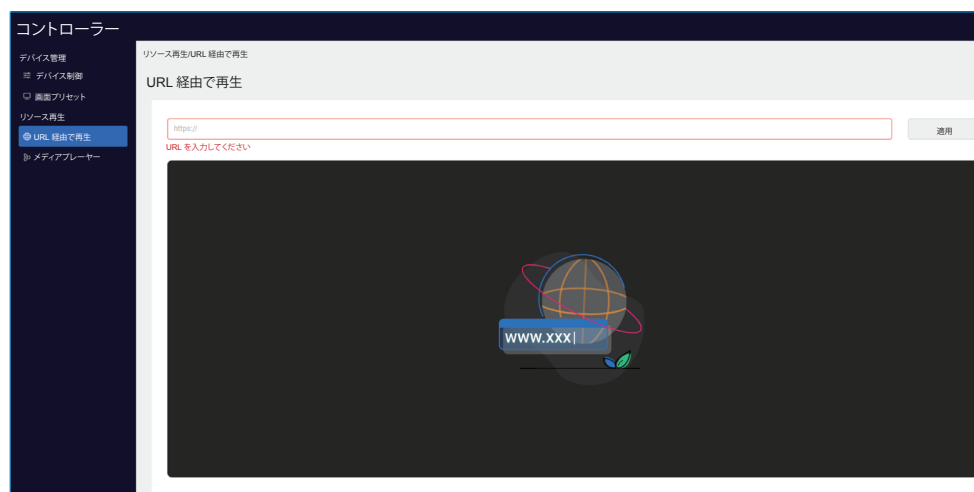 コントローラー
デバイス管理
デバイス制御
画面プリセット
リソース再生
URL 経由で再生
メディアプレーヤー
リソース再生/URL 経由で再生
URL 経由で再生
https://
適用
URL を入力してください
WWW.XXX